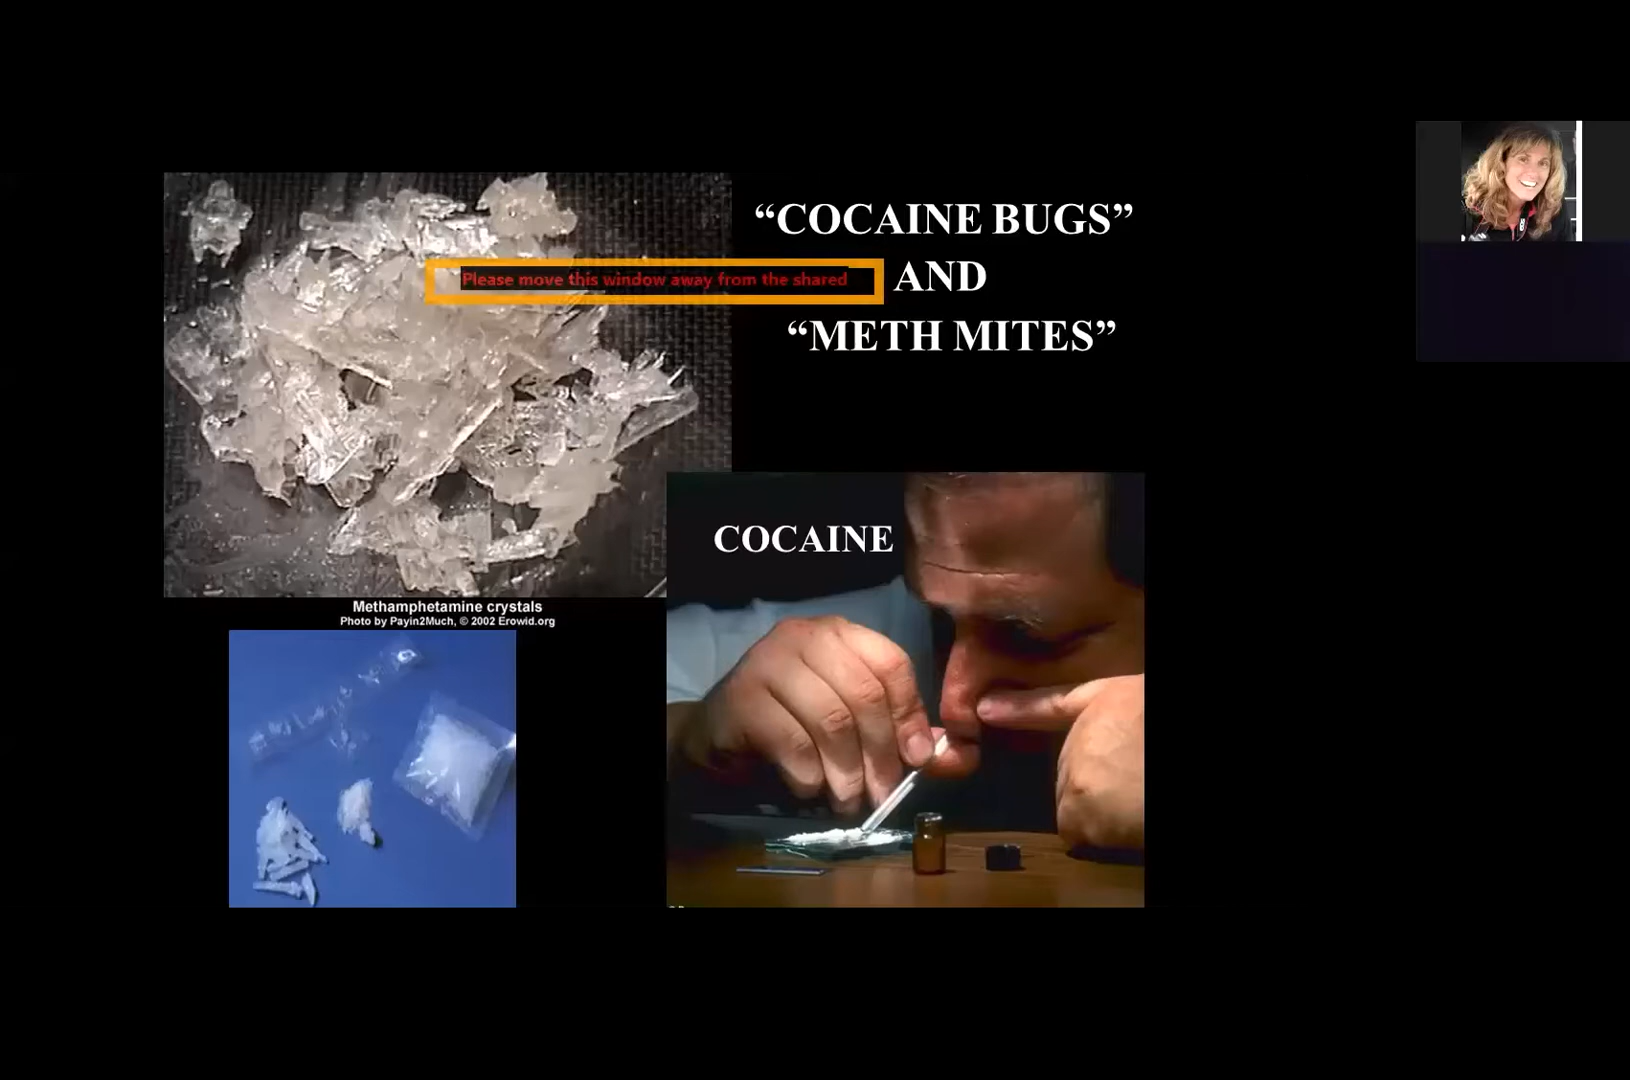 “COCAINE BUGS”
Please move this window away from the shared
AND
“METH MITES”
COCAINE
Methamphetamine crystals
Photo by Payin2Much, © 2002 Erowid.org